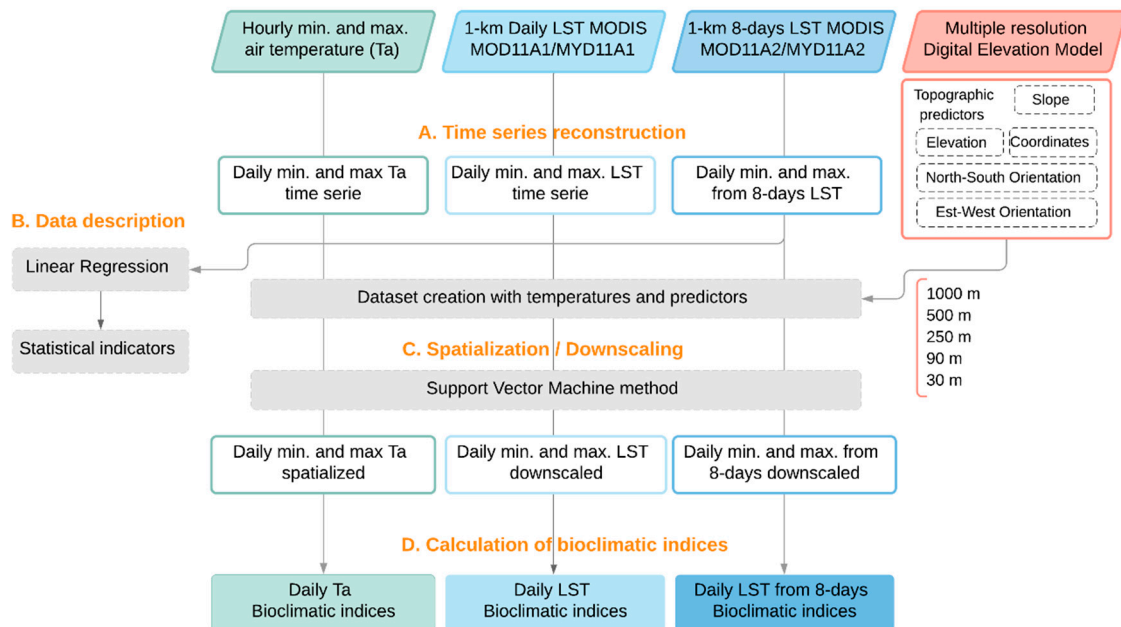 Hourly min. and max.
air temperature (Ta)
1-km Daily LST MODIS
MOD11A1/MYD11A1
1-km 8-days LST MODIS
MOD11A2/MYD11A2
Multiple resolution
Digital Elevation Model
Topographic
predictors
Slope
Elevation
Coordinates
North-South Orientation
Est-West Orientation
A. Time series reconstruction
Daily min. and max Ta
time serie
Daily min. and max. LST
time serie
Daily min. and max.
from 8-days LST
B. Data description
Linear Regression
Statistical indicators
Dataset creation with temperatures and predictors
1000 m
500 m
250 m
90 m
30 m
C. Spatialization / Downscaling
Support Vector Machine method
Daily min. and max Ta
spatialized
Daily min. and max. LST
downscaled
Daily min. and max. from
8-days downscaled
D. Calculation of bioclimatic indices
Daily Ta
Bioclimatic indices
Daily LST
Bioclimatic indices
Daily LST from 8-days
Bioclimatic indices